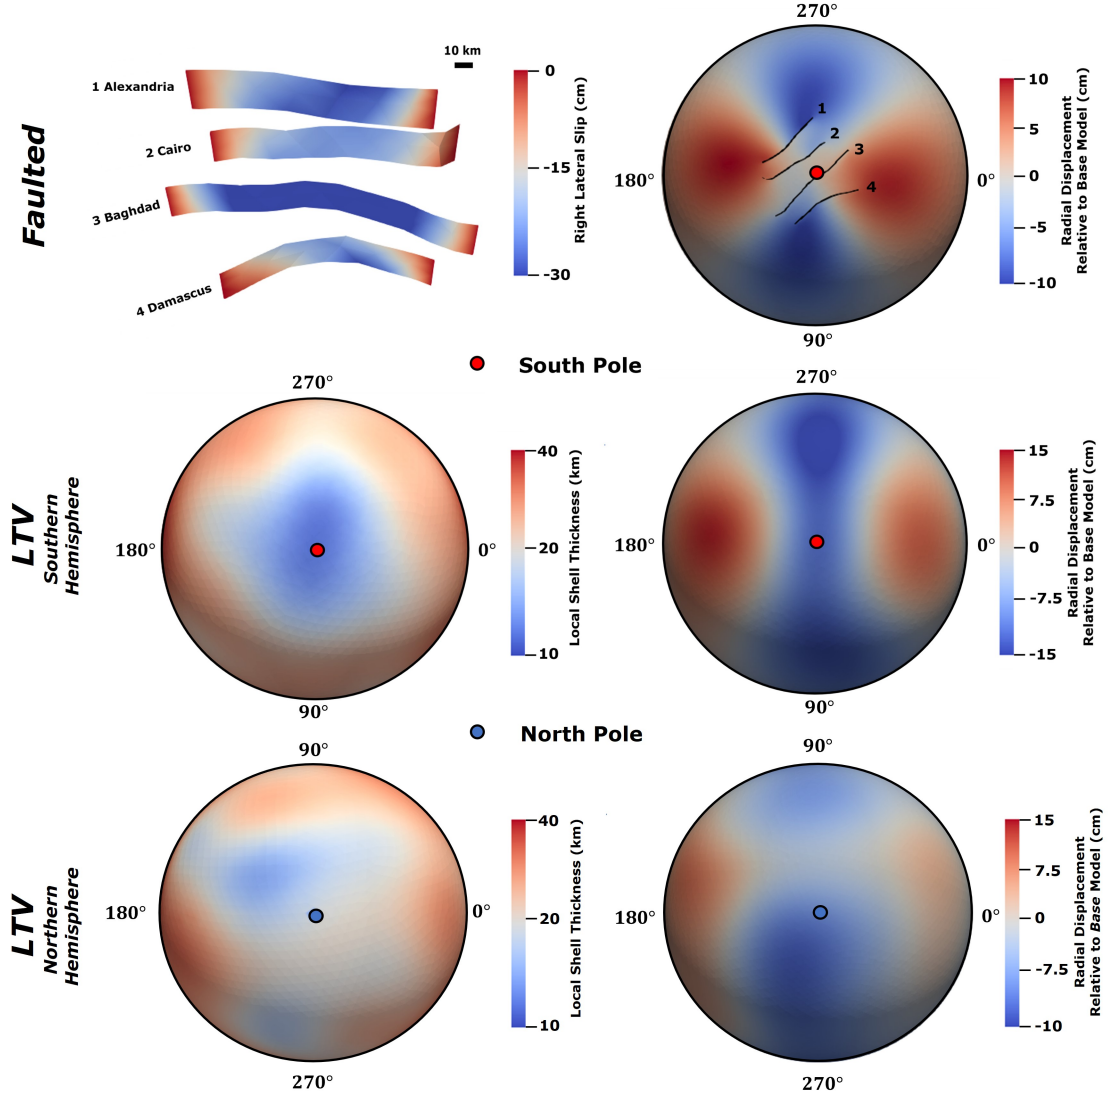 Faulted
10 km
1 Alexandria
2 Cairo
3 Baghdad
4 Damascus
0
-15
-30
Right Lateral Slip (cm)
270°
180°
0°
90°
1
2
3
4
10
5
0
-5
-10
Radial Displacement
Relative to Base Model (cm)
South Pole
LTV
Southern
Hemisphere
270°
180°
0°
90°
40
20
10
Local Shell Thickness (km)
270°
180°
0°
90°
15
7.5
0
-7.5
-15
Radial Displacement
Relative to Base Model (cm)
North Pole
LTV
Northern
Hemisphere
90°
180°
0°
270°
40
20
10
Local Shell Thickness (km)
90°
180°
0°
270°
15
7.5
0
-7.5
-10
Radial Displacement
Relative to Base Model (cm)